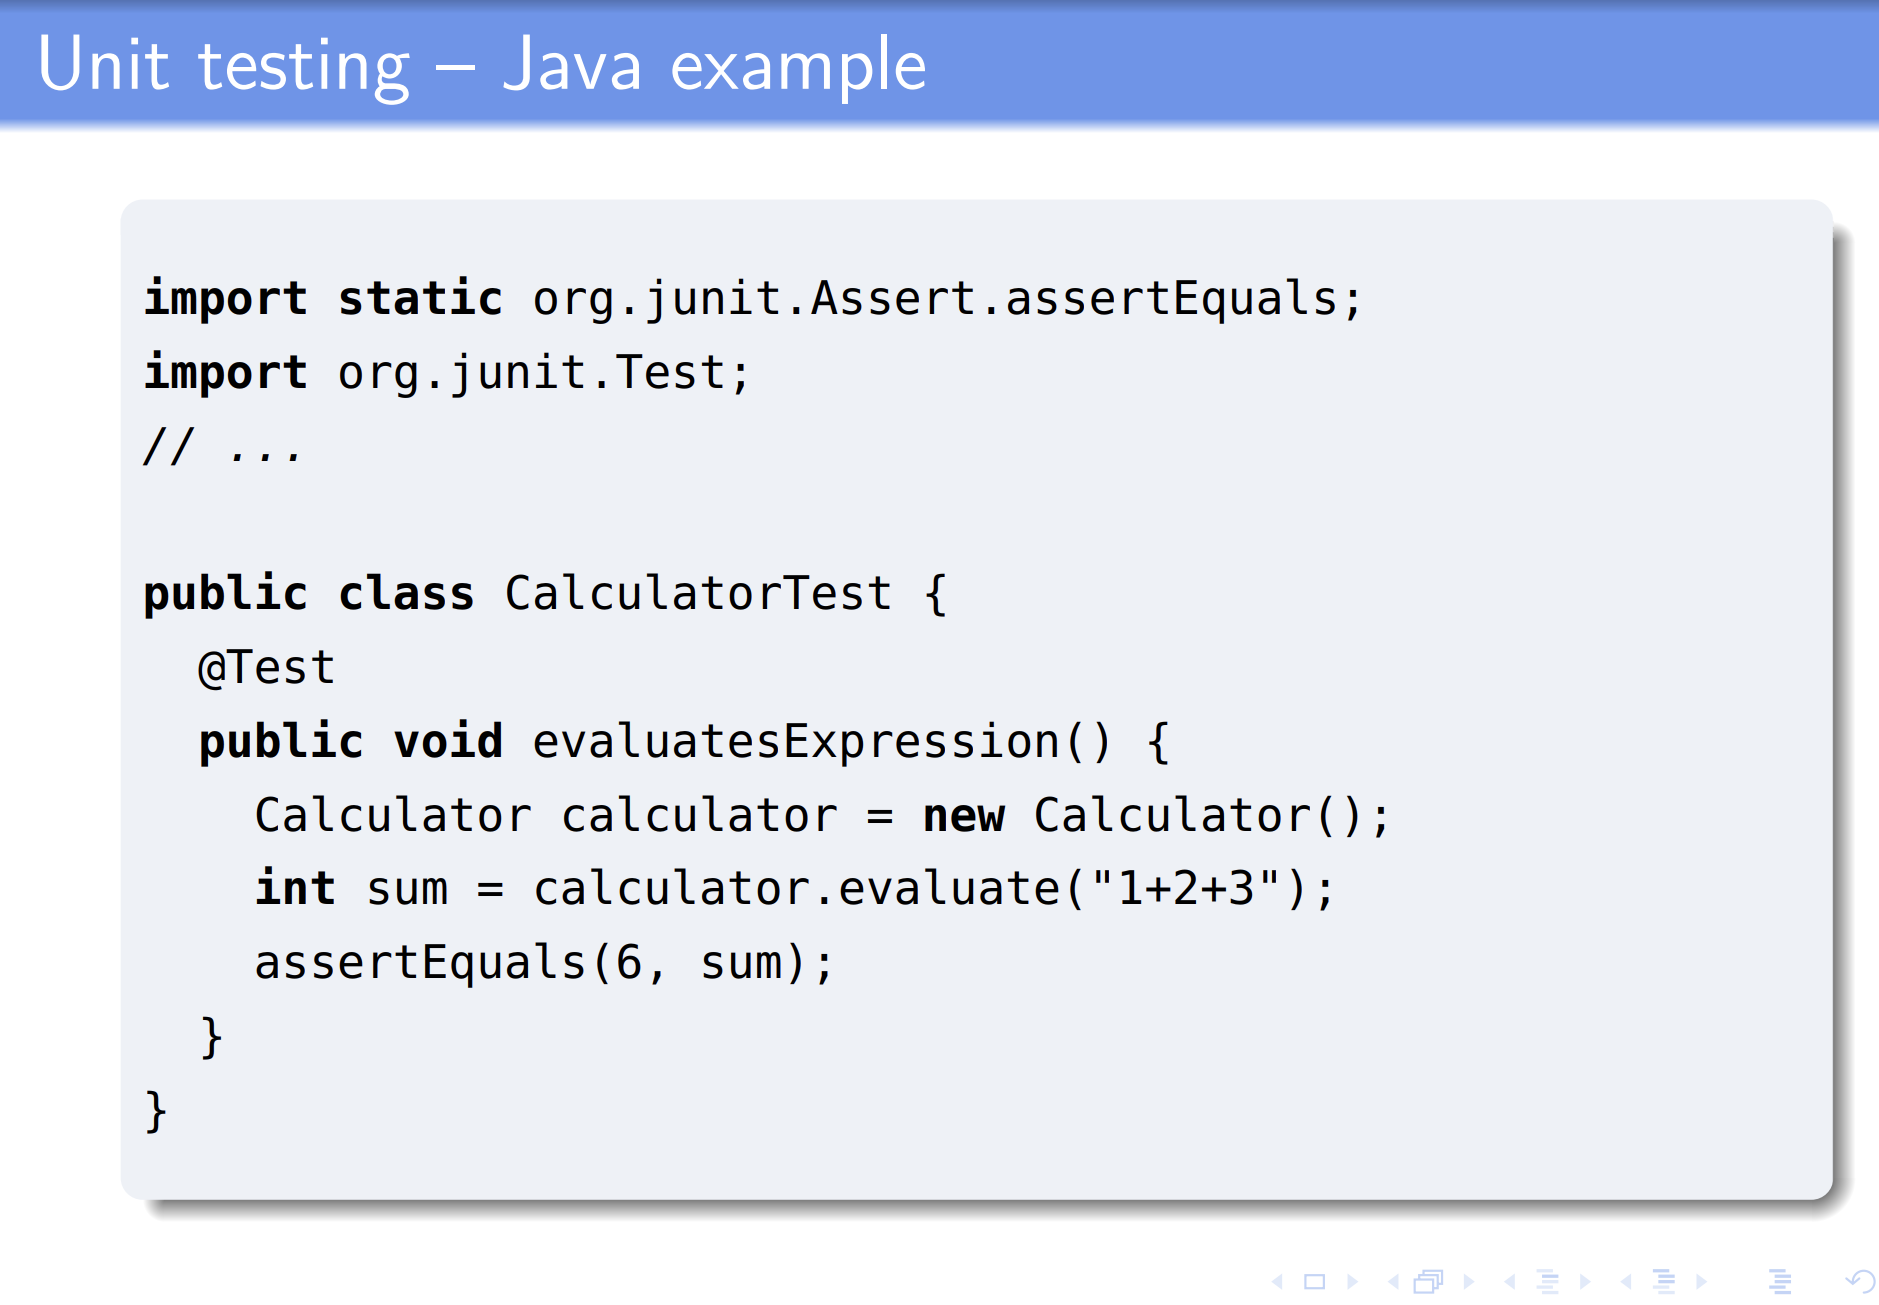 Unit testing – Java example
import static org.junit.Assert.assertEquals;
import org.junit.Test;
// ...
public class CalculatorTest {
  @Test
  public void evaluatesExpression() {
    Calculator calculator = new Calculator();
    int sum = calculator.evaluate("1+2+3");
    assertEquals(6, sum);
  }
}